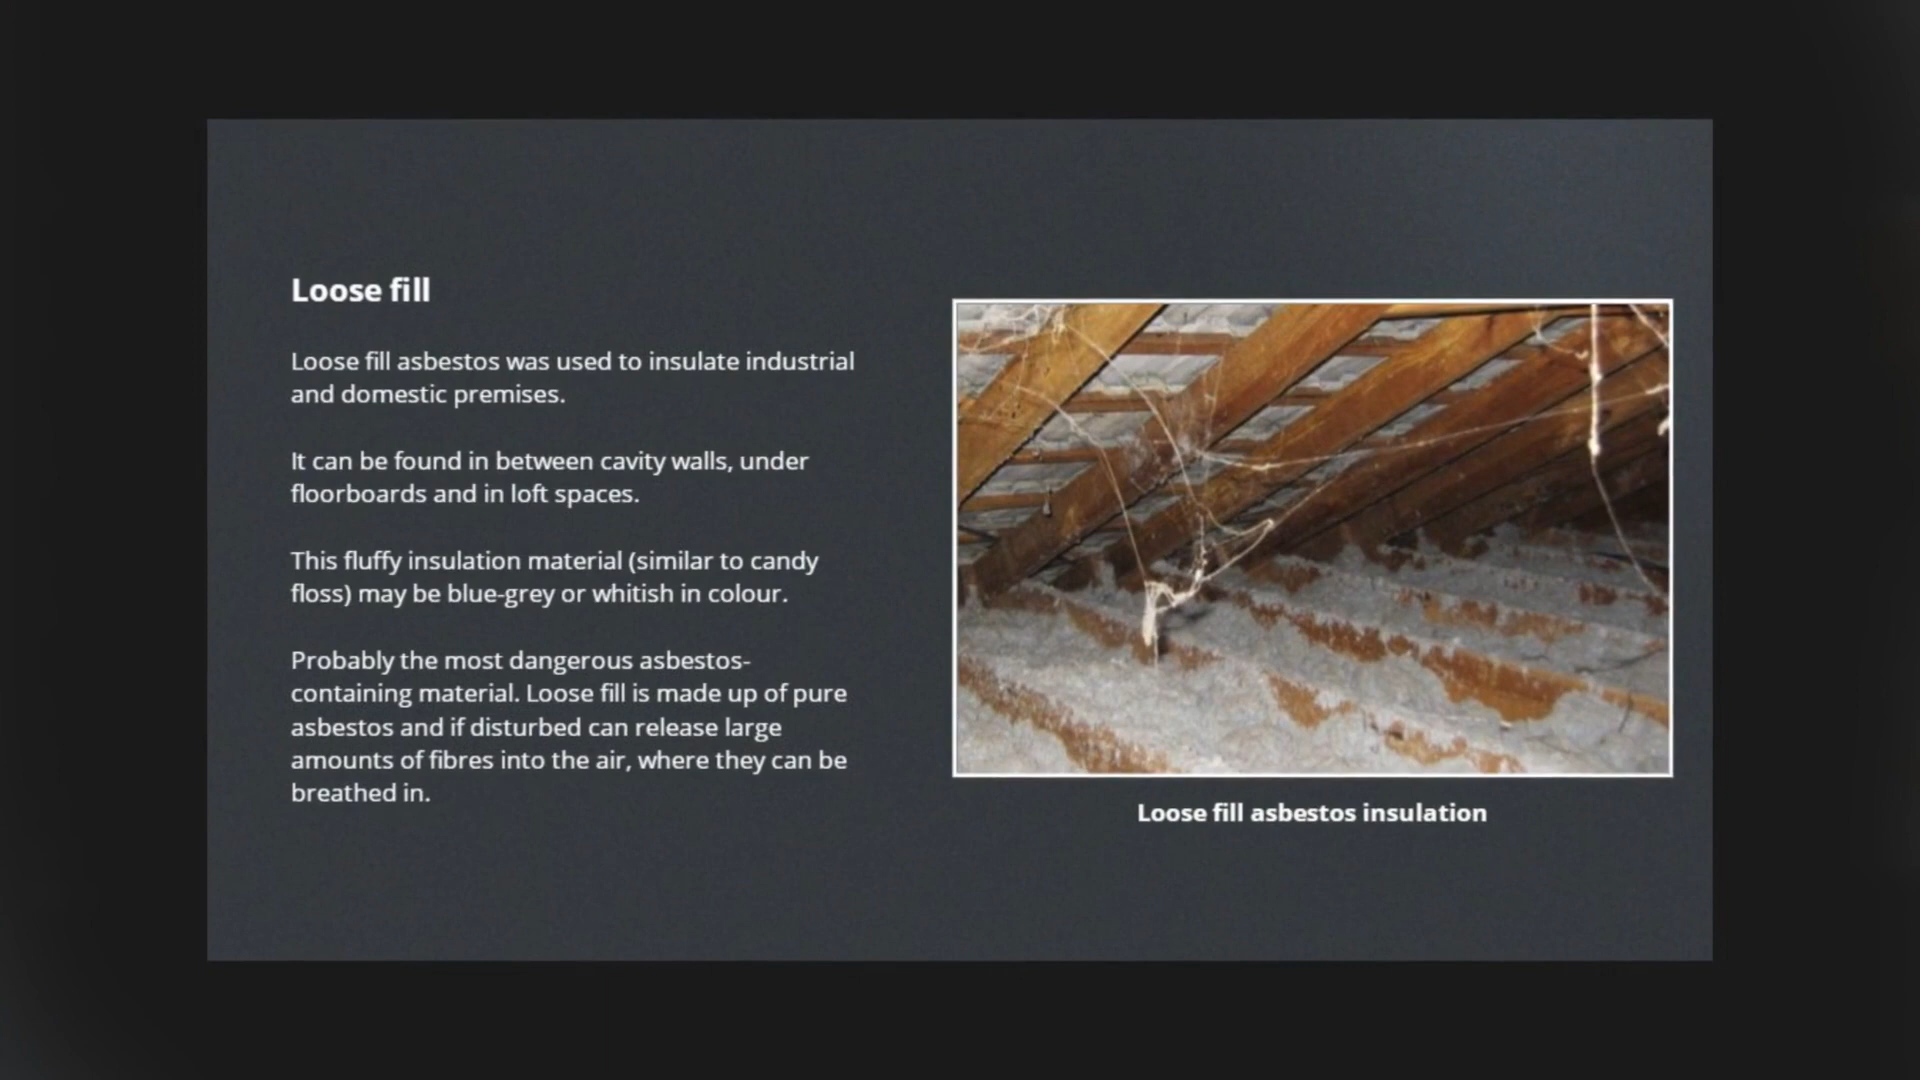 Loose fill
Loose fill asbestos was used to insulate industrial
and domestic premises.
It can be found in between cavity walls, under
floorboards and in loft spaces.
This fluffy insulation material (similar to candy
floss) may be blue-grey or whitish in colour.
Probably the most dangerous asbestos-
containing material. Loose fill is made up of pure
asbestos and if disturbed can release large
amounts of fibres into the air, where they can be
breathed in.
Loose fill asbestos insulation